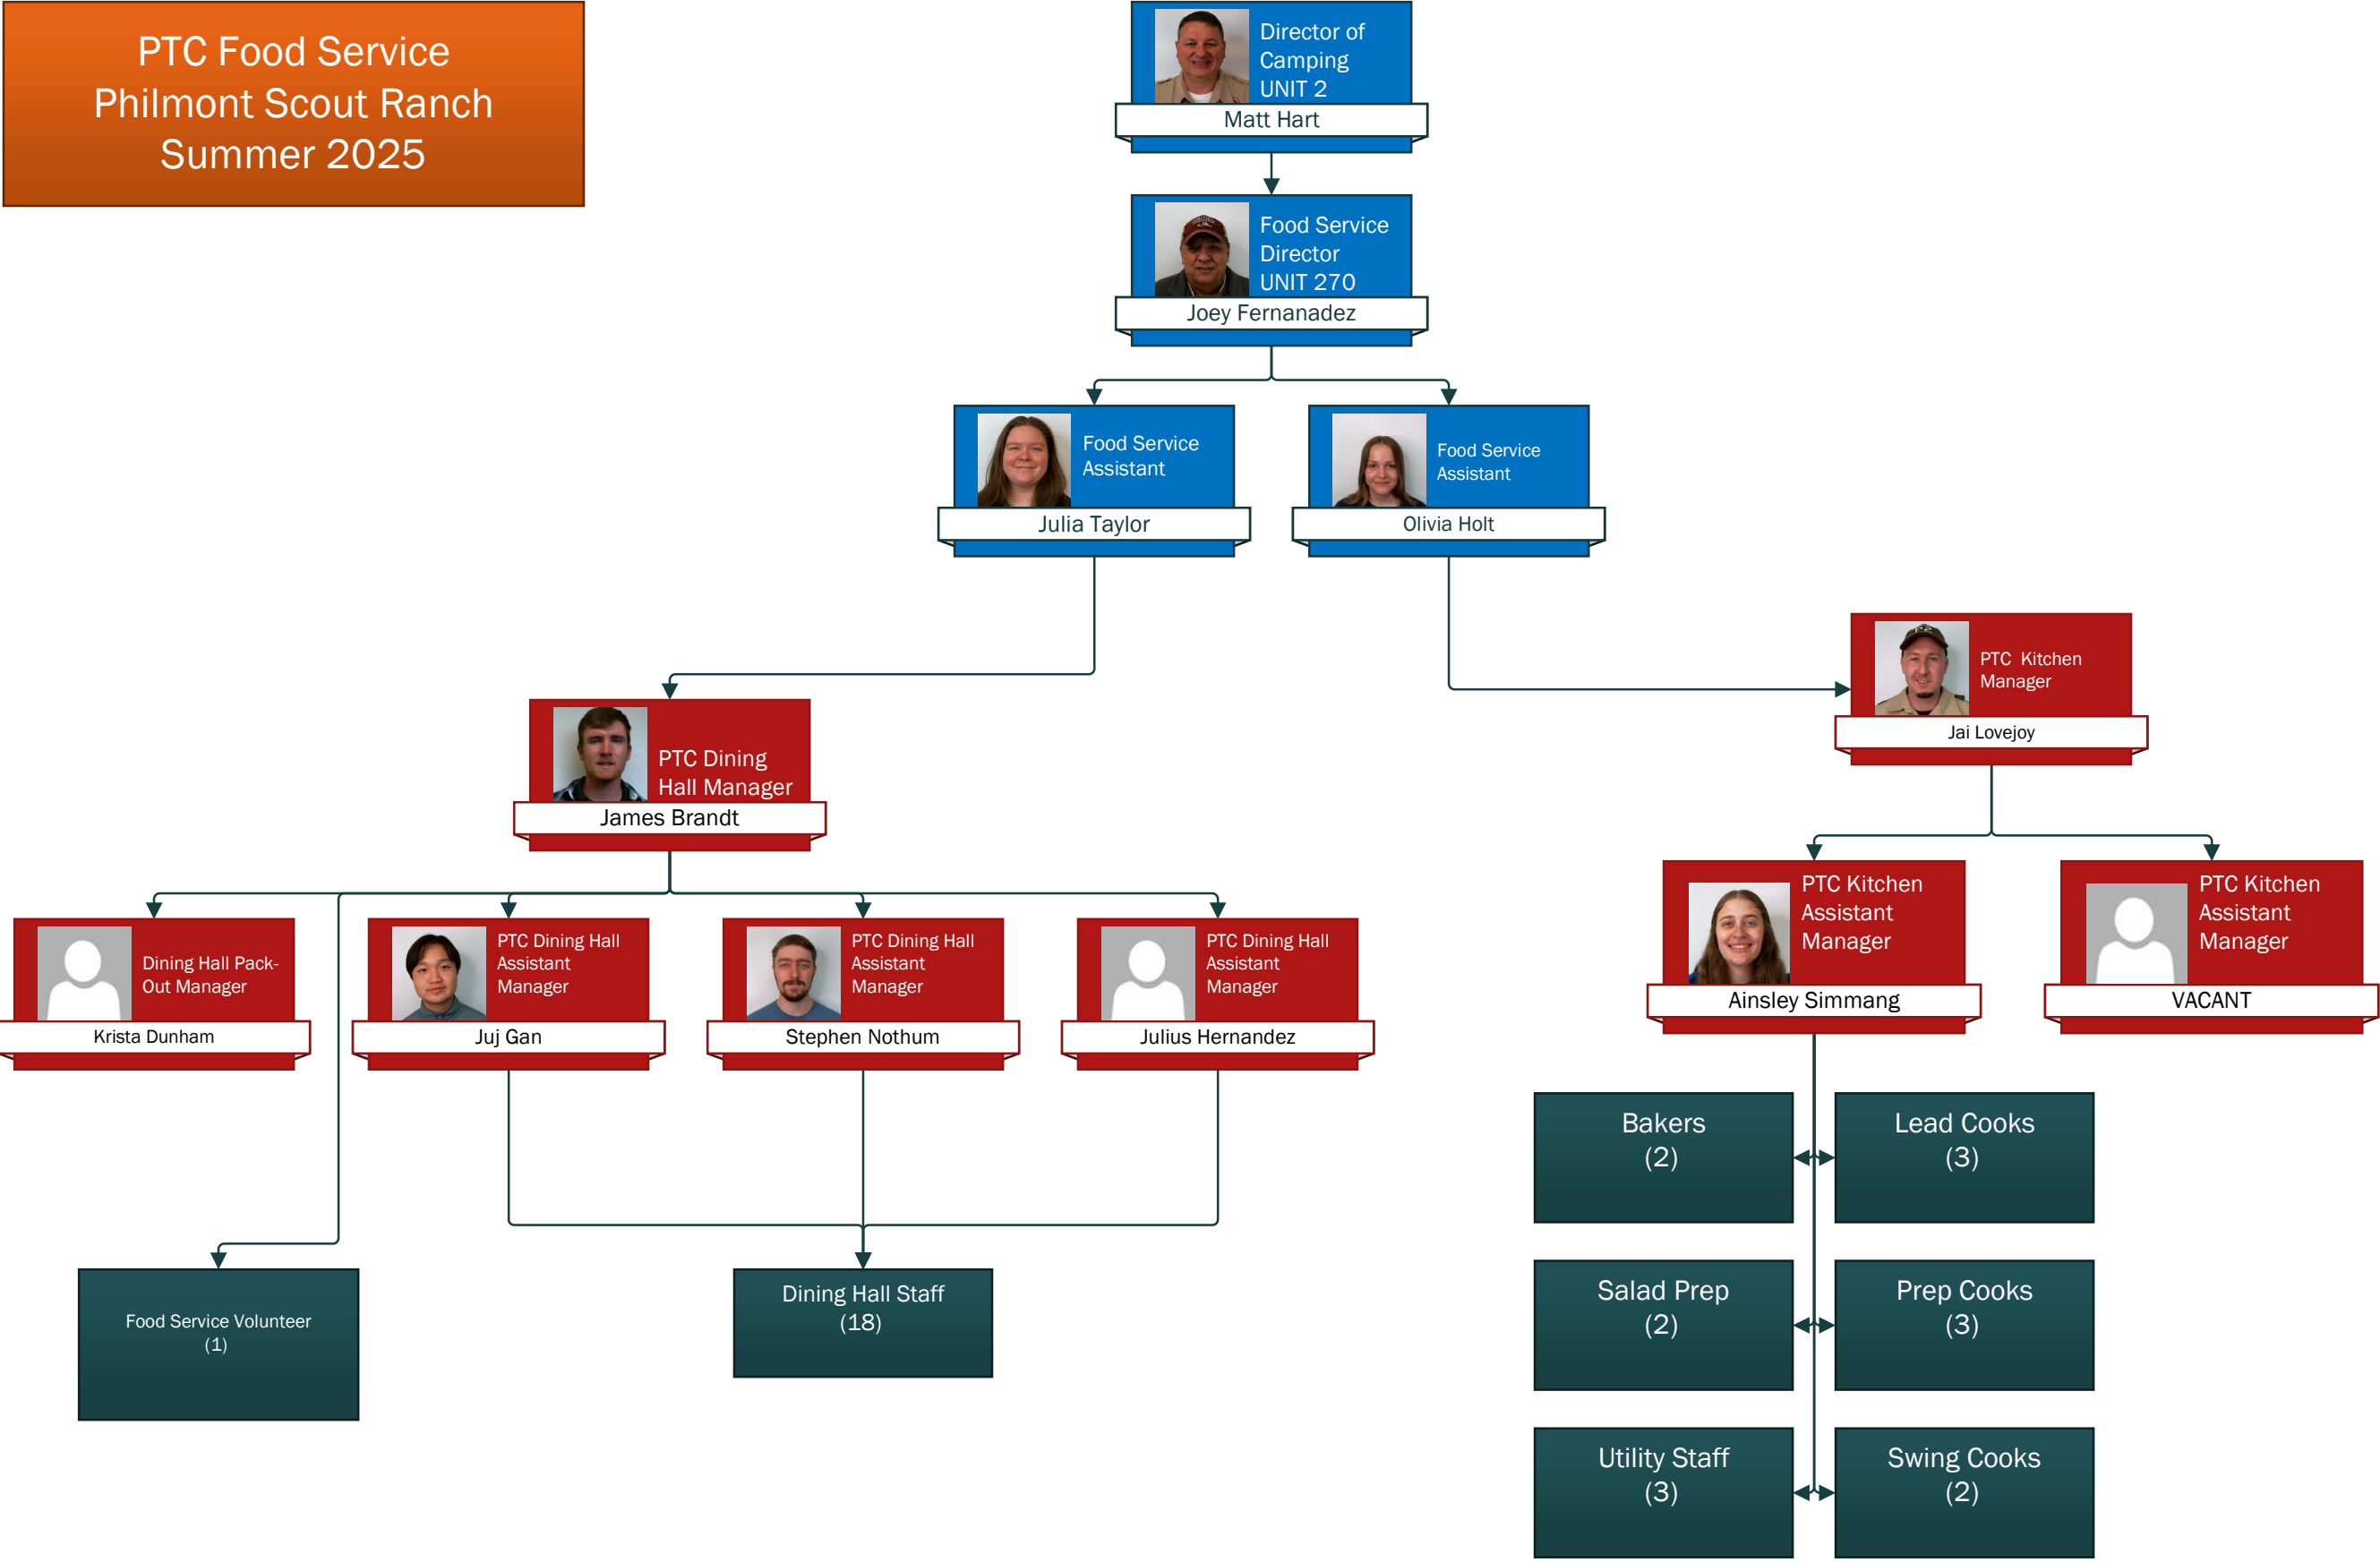 PTC Food Service
Philmont Scout Ranch
Summer 2025
Director of
Camping
UNIT 2
Matt Hart
Food Service
Director
UNIT 270
Joey Fernanadez
Food Service
Assistant
Julia Taylor
Food Service
Assistant
Olivia Holt
PTC Kitchen
Manager
Jai Lovejoy
PTC Dining
Hall Manager
James Brandt
Dining Hall Pack-
Out Manager
Krista Dunham
PTC Dining Hall
Assistant
Manager
Juj Gan
PTC Dining Hall
Assistant
Manager
Stephen Nothum
PTC Dining Hall
Assistant
Manager
Julius Hernandez
PTC Kitchen
Assistant
Manager
Ainsley Simmang
PTC Kitchen
Assistant
Manager
VACANT
Bakers
(2)
Lead Cooks
(3)
Salad Prep
(2)
Prep Cooks
(3)
Utility Staff
(3)
Swing Cooks
(2)
Food Service Volunteer
(1)
Dining Hall Staff
(18)